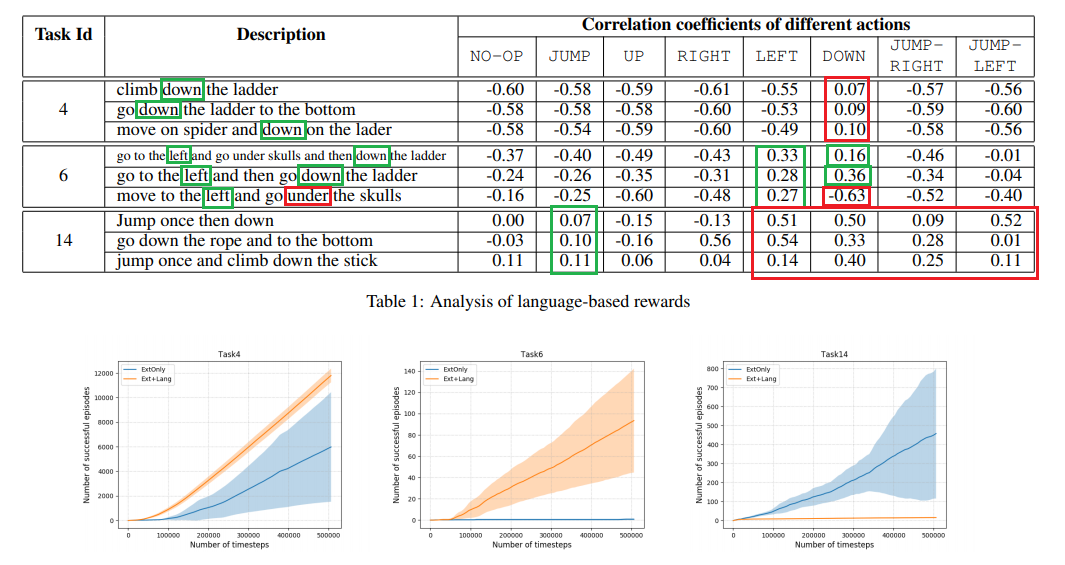 Task Id Description Correlation coefficients of different actions
NO-OP JUMP UP RIGHT LEFT DOWN JUMP-RIGHT JUMP-LEFT
4
climb down the ladder -0.60 -0.58 -0.59 -0.61 -0.55 0.07 -0.57 -0.56
go down the ladder to the bottom -0.58 -0.58 -0.58 -0.60 -0.53 0.09 -0.59 -0.60
move on spider and down on the lader -0.58 -0.54 -0.59 -0.60 -0.49 0.10 -0.58 -0.56
6
go to the left and go under skulls and then down the ladder -0.37 -0.40 -0.49 -0.43 0.33 0.16 -0.46 -0.01
go to the left and then go down the ladder -0.24 -0.26 -0.35 -0.31 0.28 0.36 -0.34 -0.04
move to the left and go under the skulls -0.16 -0.25 -0.60 -0.48 0.27 -0.63 -0.52 -0.40
14
Jump once then down 0.00 0.07 -0.15 -0.13 0.51 0.50 0.09 0.52
go down the rope and to the bottom -0.03 0.10 -0.16 0.56 0.54 0.33 0.28 0.01
jump once and climb down the stick 0.11 0.11 0.06 0.04 0.14 0.40 0.25 0.11
Table 1: Analysis of language-based rewards
Task4
ExtOnly
Ext+Lang
Number of successful episodes
12000
10000
8000
6000
4000
2000
0
0 100000 200000 300000 400000 500000
Number of timesteps
Task6
ExtOnly
Ext+Lang
Number of successful episodes
140
120
100
80
60
40
20
0
0 100000 200000 300000 400000 500000
Number of timesteps
Task14
ExtOnly
Ext+Lang
Number of successful episodes
800
700
600
500
400
300
200
100
0
0 100000 200000 300000 400000 500000
Number of timesteps